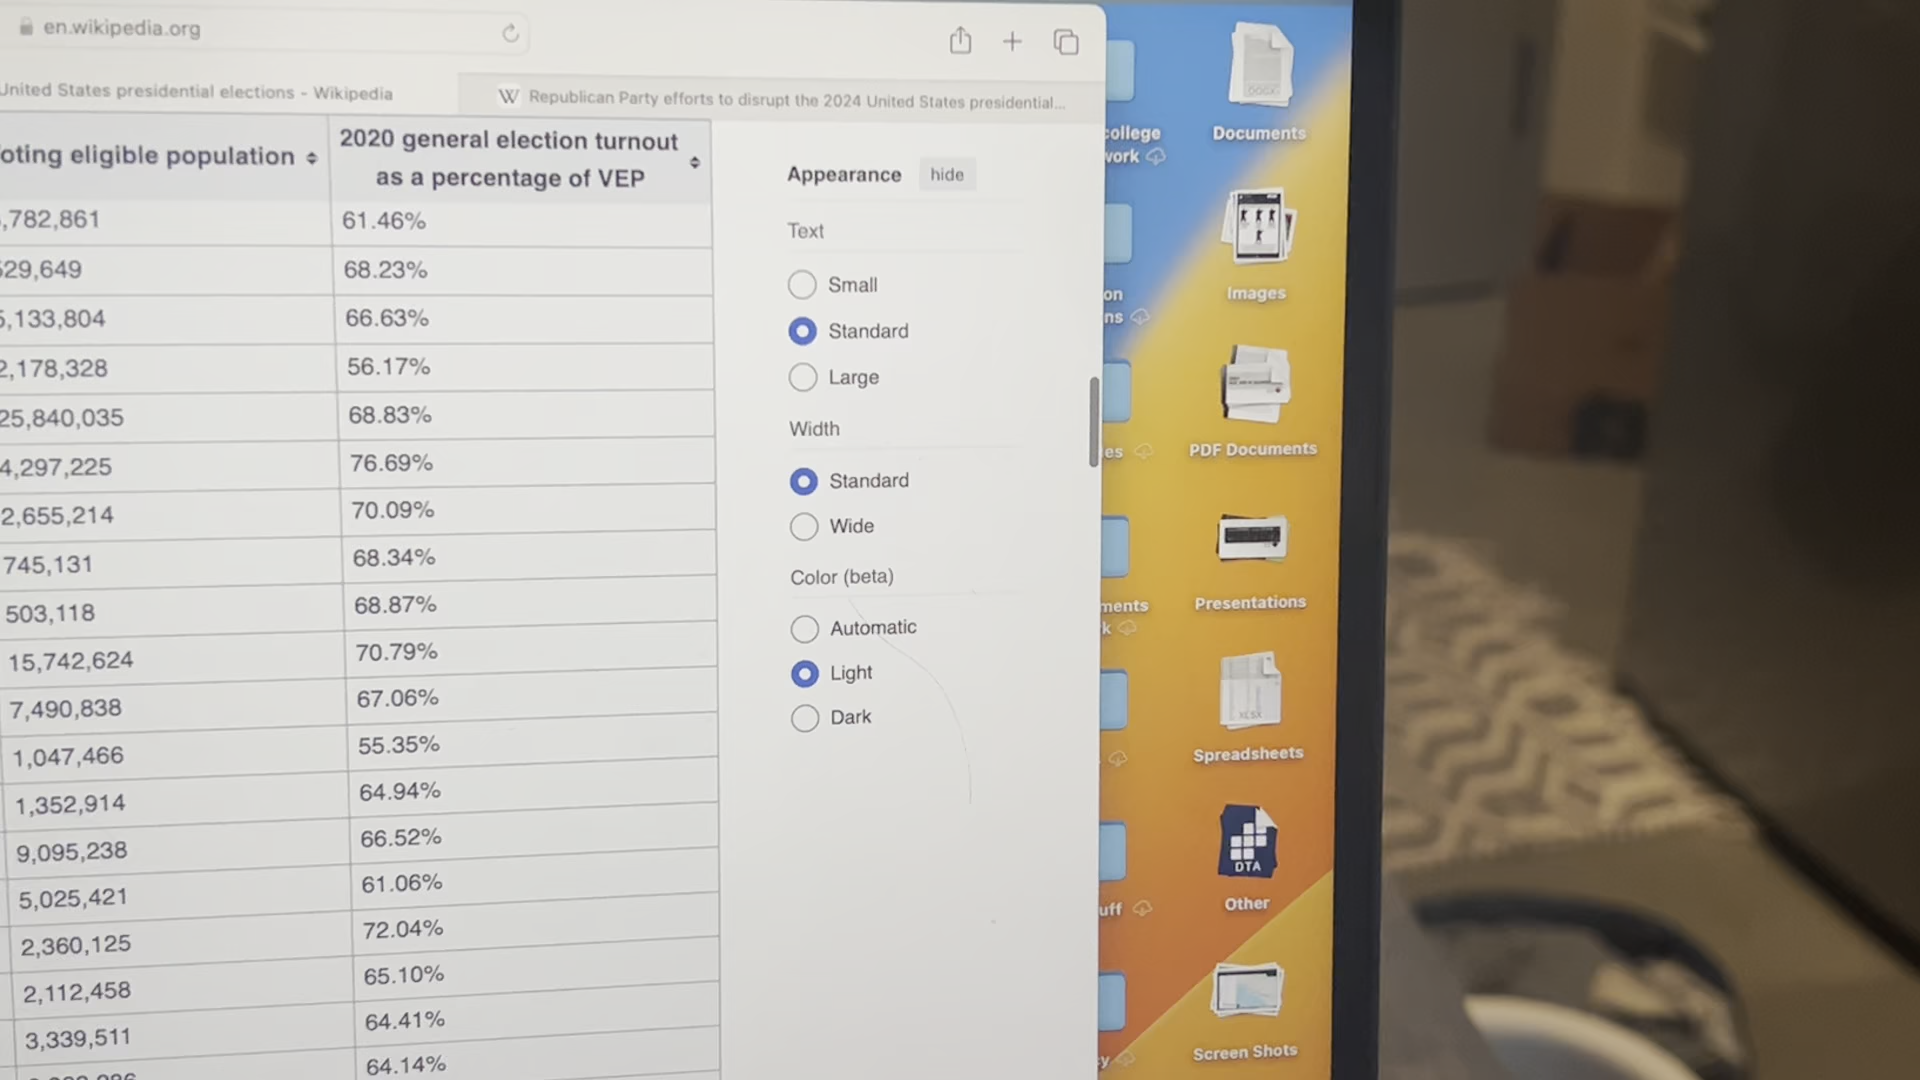 en.wikipedia.org
United States presidential elections - Wikipedia
W Republican Party efforts to disrupt the 2024 United States presidential...
oting eligible population
2020 general election turnout
as a percentage of VEP
,782,861 61.46%
529,649 68.23%
5,133,804 66.63%
2,178,328 56.17%
25,840,035 68.83%
4,297,225 76.69%
2,655,214 70.09%
745,131 68.34%
503,118 68.87%
15,742,624 70.79%
7,490,838 67.06%
1,047,466 55.35%
1,352,914 64.94%
9,095,238 66.52%
5,025,421 61.06%
2,360,125 72.04%
2,112,458 65.10%
3,339,511 64.41%
64.14%
Appearance hide
Text
Small
Standard
Large
Width
Standard
Wide
Color (beta)
Automatic
Light
Dark
college
work
on
ns
es
ments
k
uff
y
DOCX
Documents
Images
PDF Documents
Presentations
XLSX
Spreadsheets
DTA
Other
Screen Shots